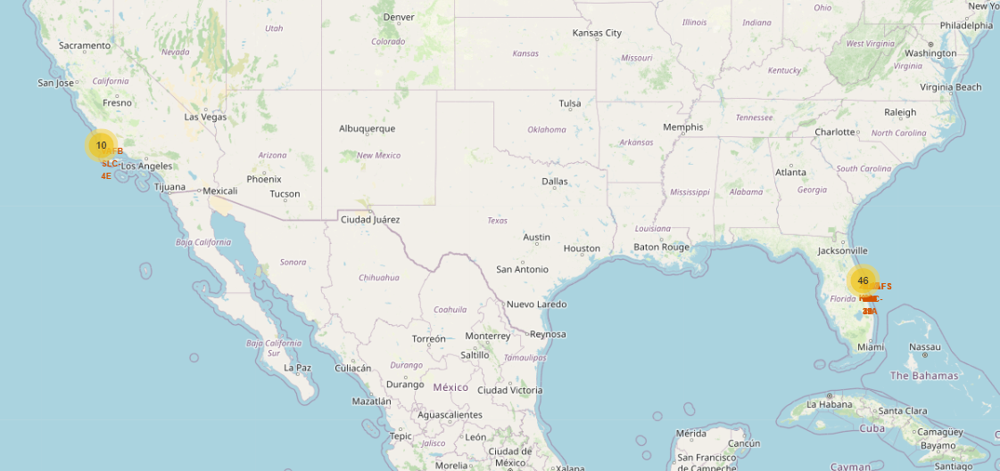 Denver
Utah
Colorado
Nevada
Sacramento
San Jose
California
Fresno
Las Vegas
Kansas City
Kansas
Missouri
Illinois
Indiana
Ohio
New Yo
Philadelphia
West Virginia
Washington
Virginia
Kentucky
Virginia Beach
Tulsa
Oklahoma
Albuquerque
New Mexico
Arizona
Phoenix
Tucson
10
AFB
SLC-
4E
Los Angeles
Tijuana
Mexicali
Memphis
Tennessee
Arkansas
Raleigh
Charlotte
North Carolina
South Carolina
Atlanta
Georgia
Alabama
Mississippi
Louisiana
Baton Rouge
Dallas
Texas
Austin
Houston
San Antonio
Ciudad Juárez
Baja California
Sonora
Chihuahua
Coahuila
Nuevo Laredo
Reynosa
Monterrey
Torreón
Saltillo
Tamaulipas
Baja California
Sur
La Paz
Culiacán
Durango
Durango
México
Ciudad Victoria
Mazatlán
Aguascalientes
Tepic
Jalisco
León
Ciudad de
México
Morelia
Xalapa
Jacksonville
46
AFS
Florida
C-
A
Miami
Nassau
The Bahamas
La Habana
Santa Clara
Cuba
Camagüey
Bayamo
Santiago
Cayman
Mérida
Cancún
San Francisco
de Campeche